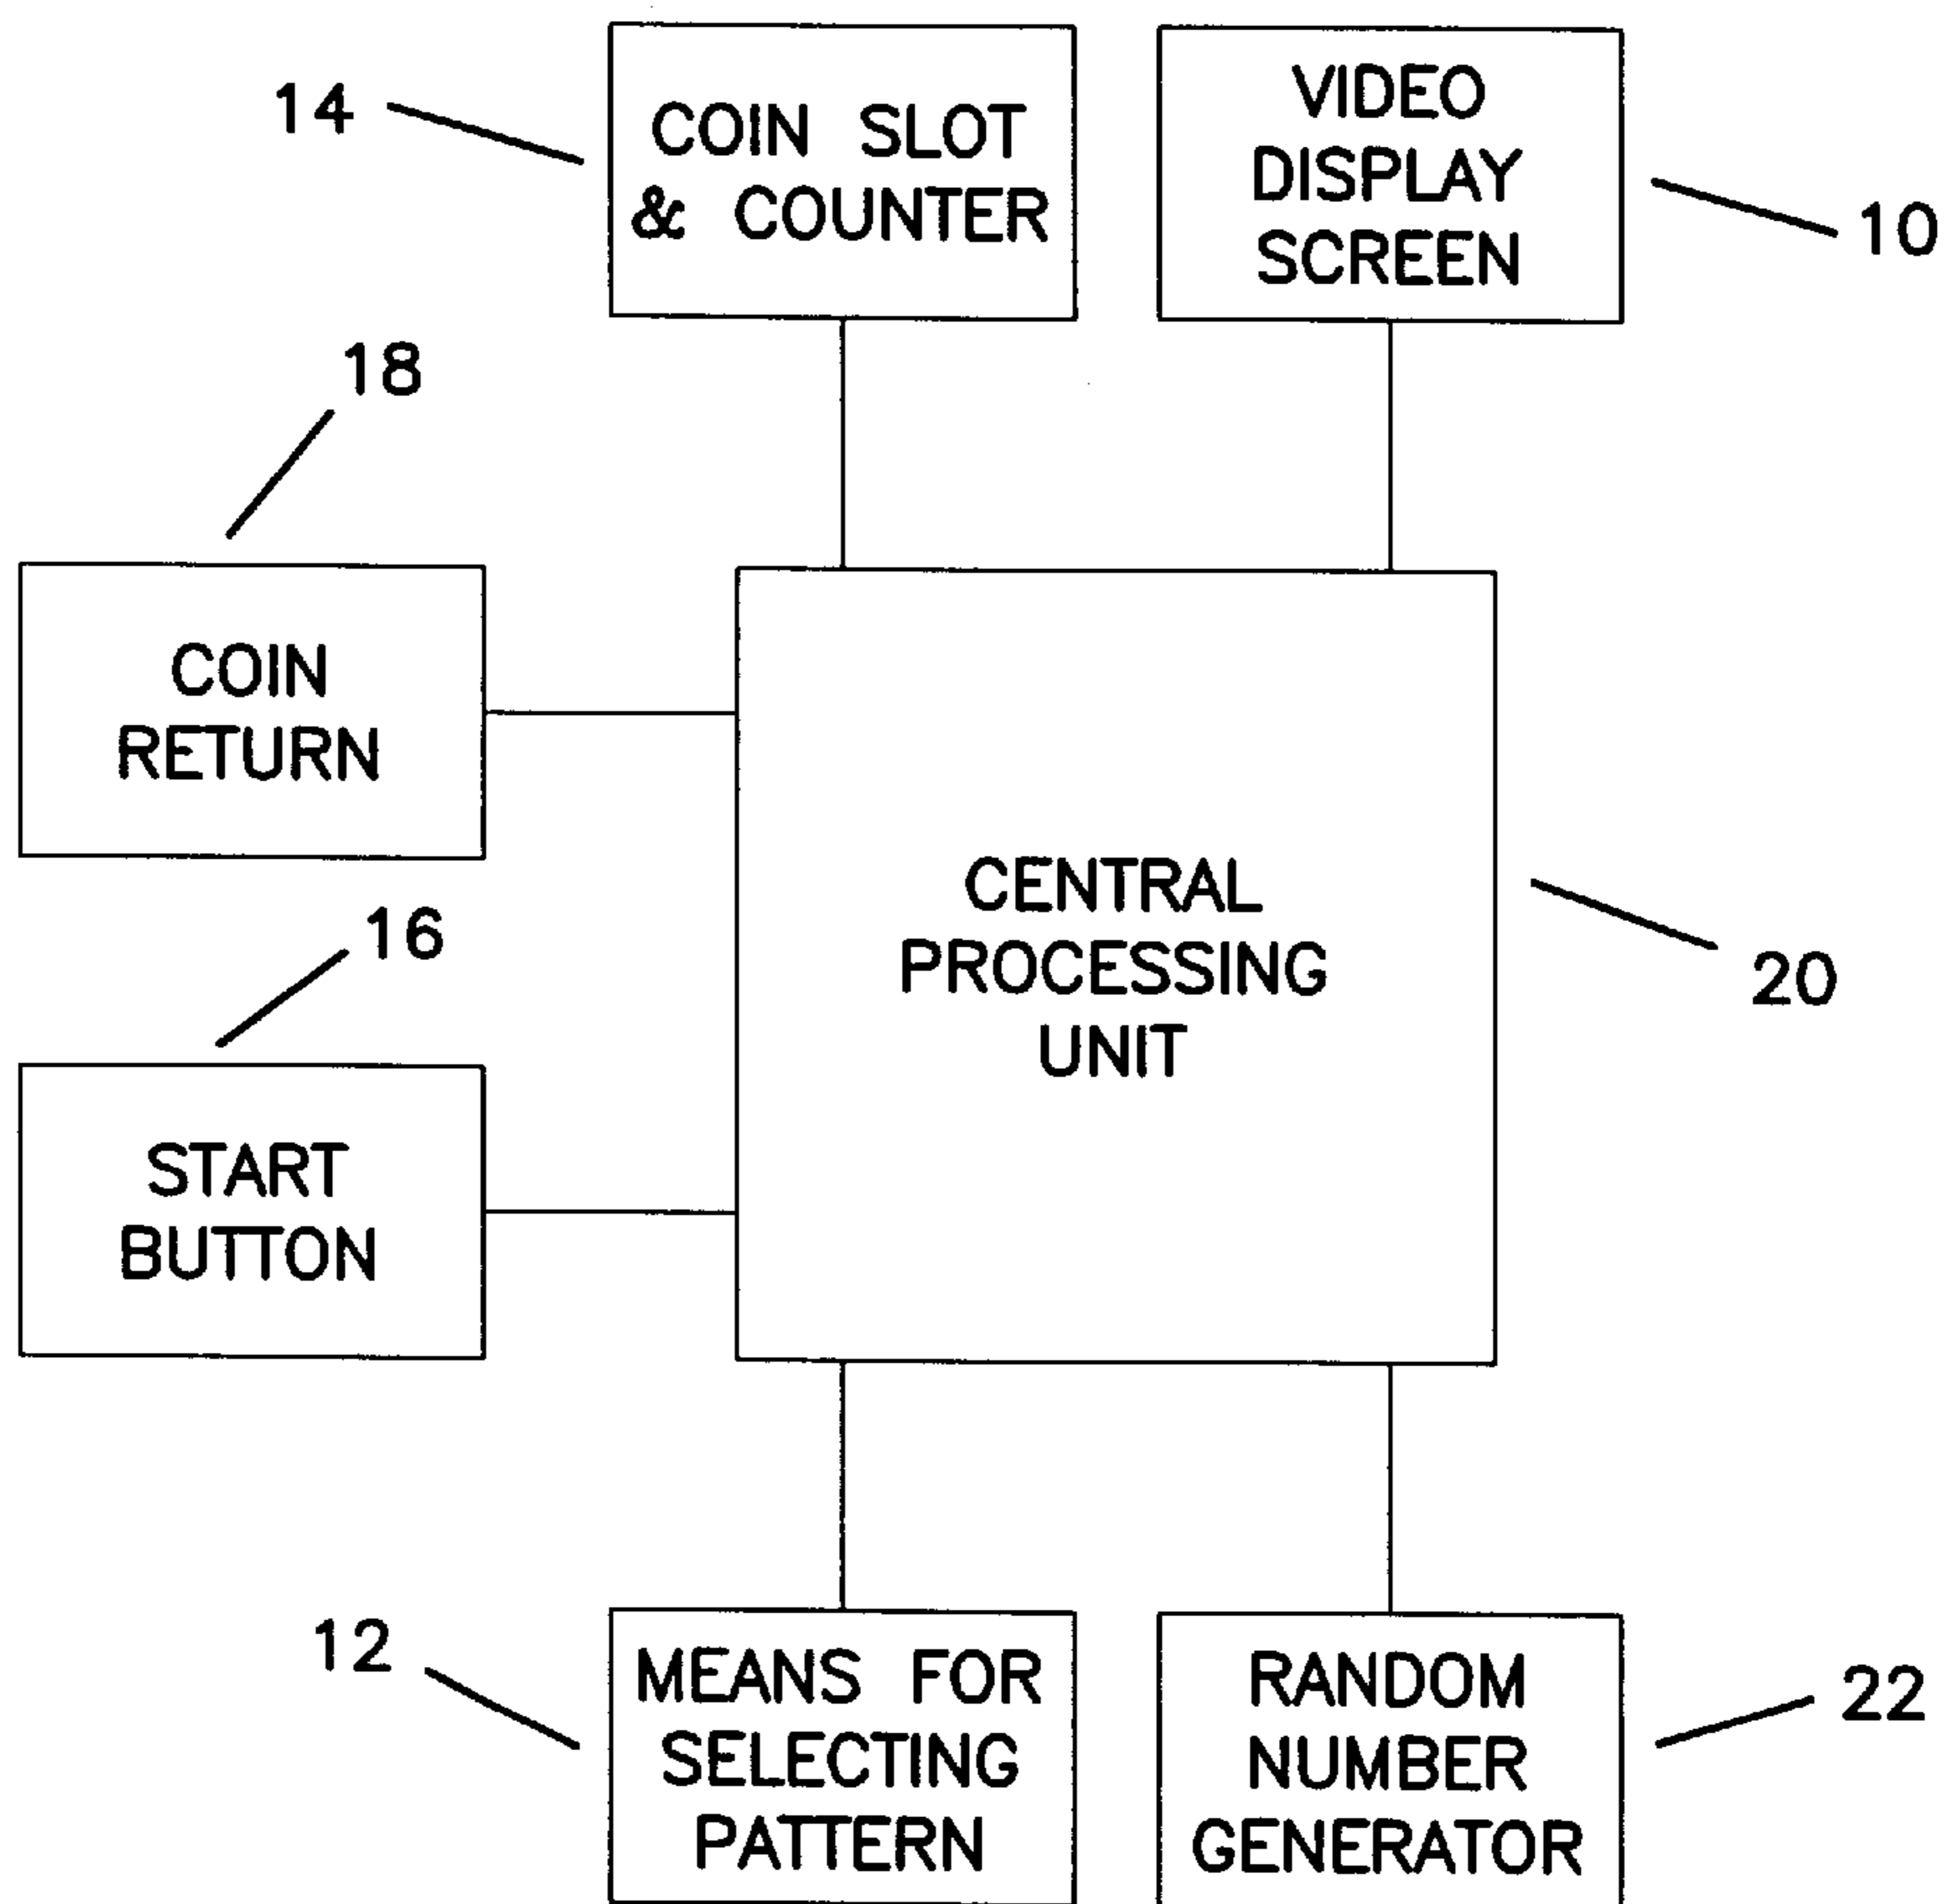 14
COIN SLOT
& COUNTER
VIDEO
DISPLAY
SCREEN
10
18
COIN
RETURN
16
START
BUTTON
CENTRAL
PROCESSING
UNIT
20
12
MEANS FOR
SELECTING
PATTERN
RANDOM
NUMBER
GENERATOR
22